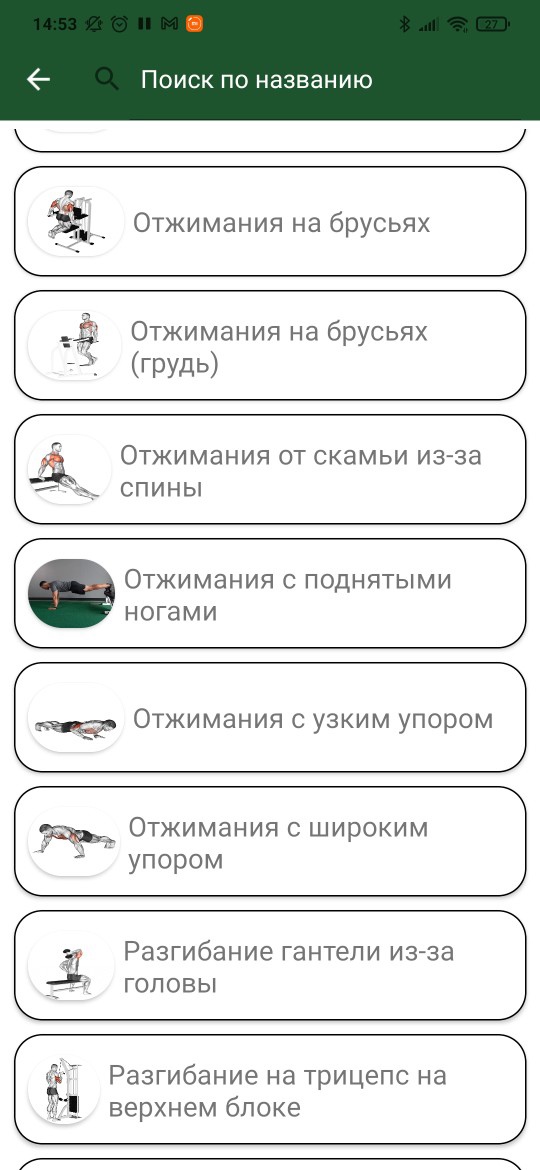 14:53
27
Поиск по названию
Отжимания на брусьях
Отжимания на брусьях
(грудь)
Отжимания от скамьи из-за
спины
Отжимания с поднятыми
ногами
Отжимания с узким упором
Отжимания с широким
упором
Разгибание гантели из-за
головы
Разгибание на трицепс на
верхнем блоке